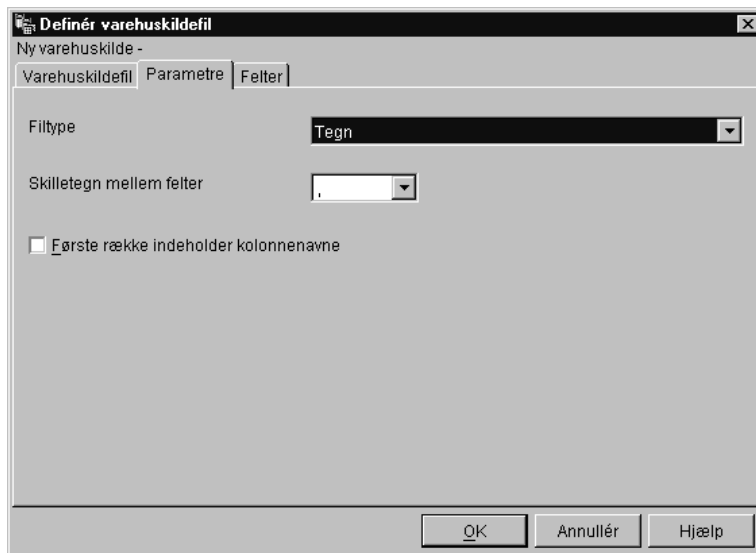 Definér varehuskildefil
Ny varehuskilde -
Varehuskildefil Parametre Felter
Filtype Tegn
Skilletegn mellem felter ,
Første række indeholder kolonnenavne
OK Annullér Hjælp